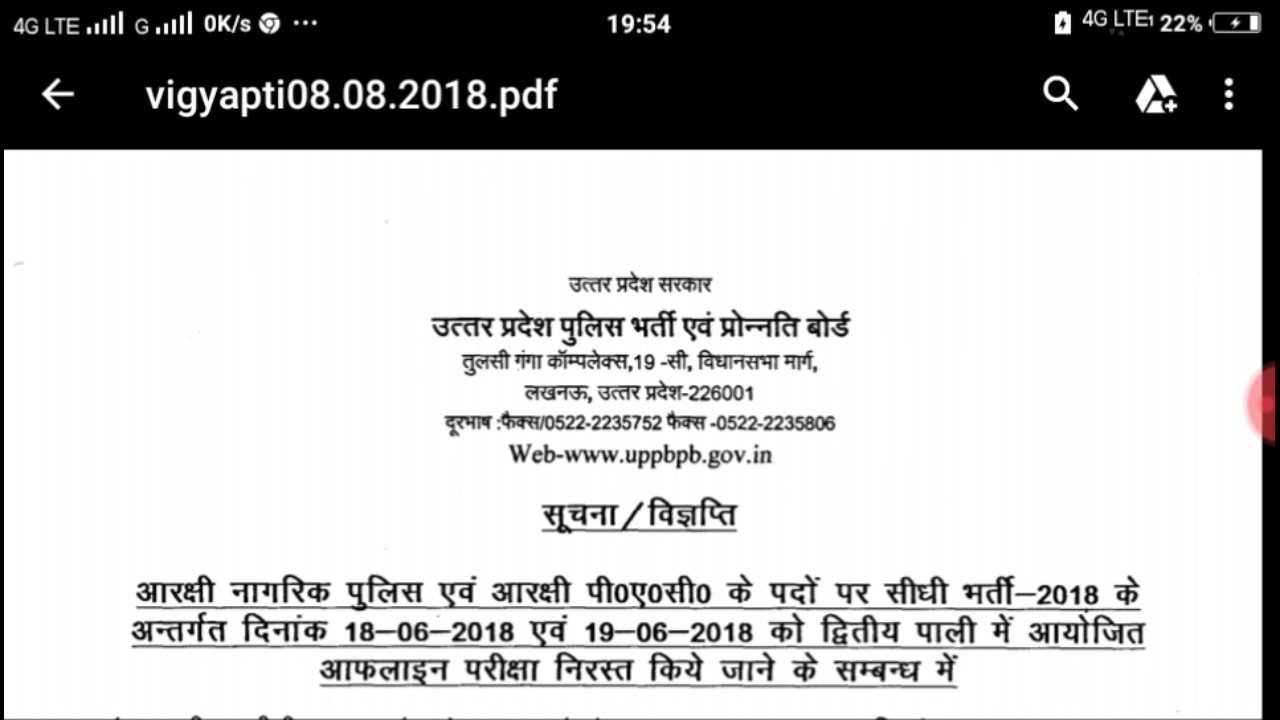 4G LTE G 0K/s ... 19:54 4G LTE1 22%
vigyapti08.08.2018.pdf
उत्तर प्रदेश सरकार
उत्तर प्रदेश पुलिस भर्ती एवं प्रोन्नति बोर्ड
तुलसी गंगा कॉम्पलेक्स,19 -सी, विधानसभा मार्ग,
लखनऊ, उत्तर प्रदेश-226001
दूरभाष :फैक्स/0522-2235752 फैक्स -0522-2235806
Web-www.uppbpb.gov.in
सूचना/विज्ञप्ति
आरक्षी नागरिक पुलिस एवं आरक्षी पी0ए0सी0 के पदों पर सीधी भर्ती–2018 के
अन्तर्गत दिनांक 18–06–2018 एवं 19–06–2018 को द्वितीय पाली में आयोजित
आफलाइन परीक्षा निरस्त किये जाने के सम्बन्ध में